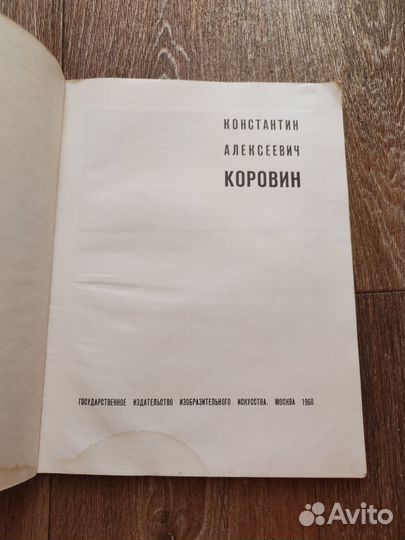 КОНСТАНТИН
АЛЕКСЕЕВИЧ
КОРОВИН
ГОСУДАРСТВЕННОЕ ИЗДАТЕЛЬСТВО ИЗОБРАЗИТЕЛЬНОГО ИСКУССТВА. МОСКВА 1960
Avito